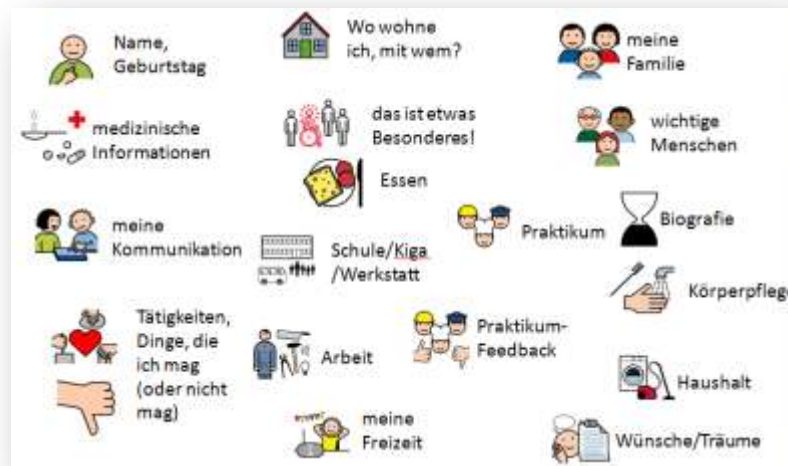 Name,
Geburtstag
Wo wohne
ich, mit wem?
meine
Familie
medizinische
Informationen
das ist etwas
Besonderes!
wichtige
Menschen
Essen
meine
Kommunikation
Schule/Kiga
/Werkstatt
Praktikum
Biografie
Körperpflege
Tätigkeiten,
Dinge, die
ich mag
(oder nicht
mag)
Arbeit
Praktikum-
Feedback
Haushalt
meine
Freizeit
Wünsche/Träume